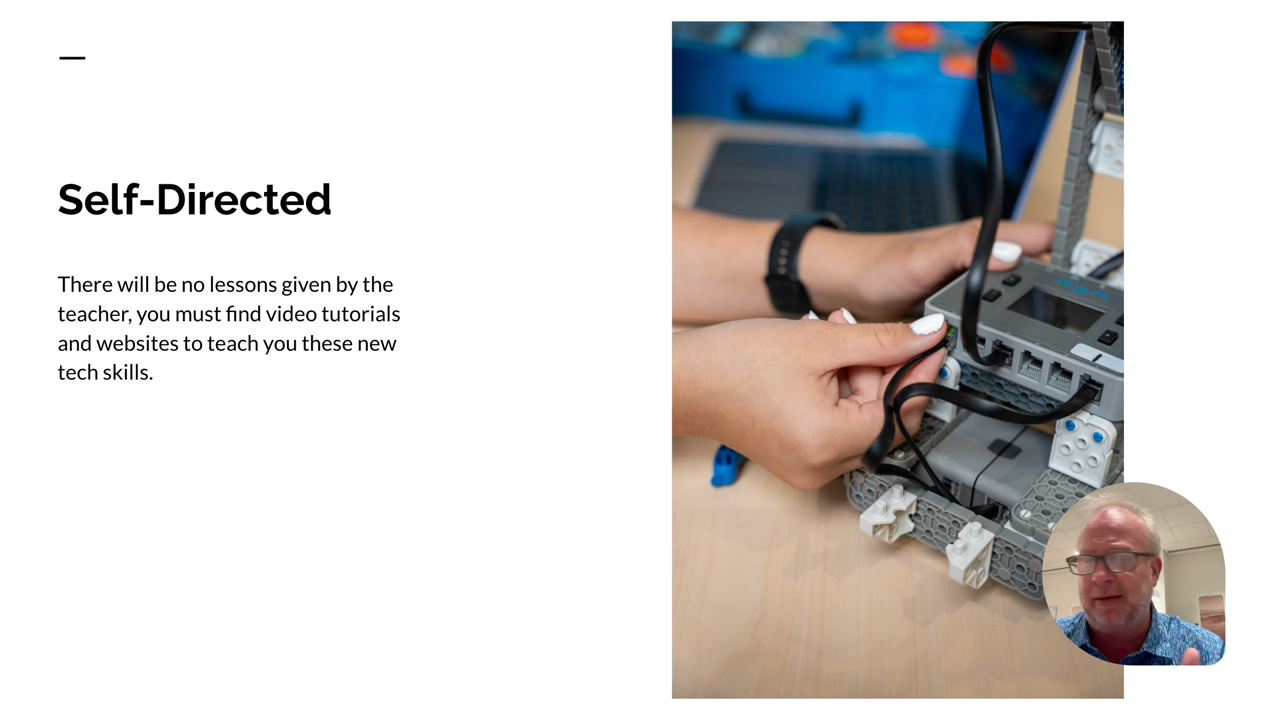 Self-Directed
There will be no lessons given by the
teacher, you must find video tutorials
and websites to teach you these new
tech skills.